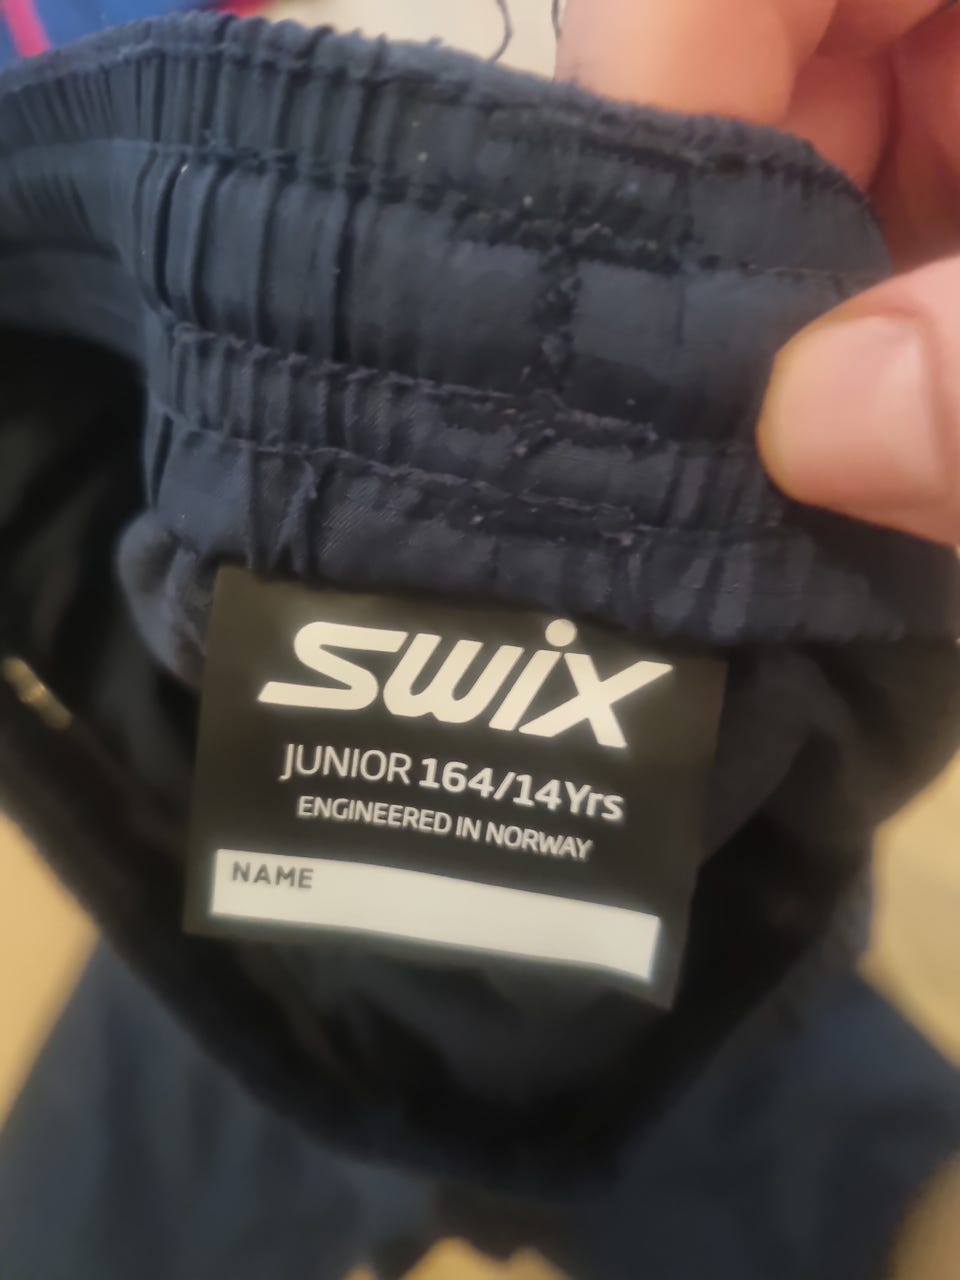 swix
JUNIOR 164/14Yrs
ENGINEERED IN NORWAY
NAME